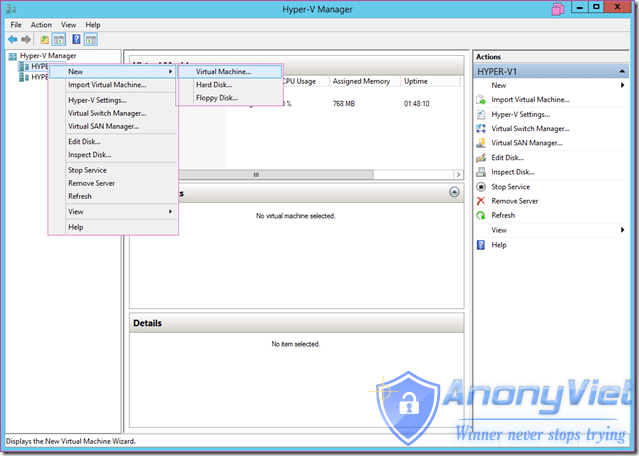 Hyper-V Manager
File Action View Help
Hyper-V Manager
HYPE
HYPE
New
Import Virtual Machine...
Hyper-V Settings...
Virtual Switch Manager...
Virtual SAN Manager...
Edit Disk...
Inspect Disk...
Stop Service
Remove Server
Refresh
View
Help
Virtual Machine...
Hard Disk...
Floppy Disk...
CPU Usage Assigned Memory Uptime
0 % 768 MB 01:48:10
No virtual machine selected.
Details
No item selected.
Actions
HYPER-V1
New
Import Virtual Machine...
Hyper-V Settings...
Virtual Switch Manager...
Virtual SAN Manager...
Edit Disk...
Inspect Disk...
Stop Service
Remove Server
Refresh
View
Help
AnonyViet
Winner never stops trying
Displays the New Virtual Machine Wizard.